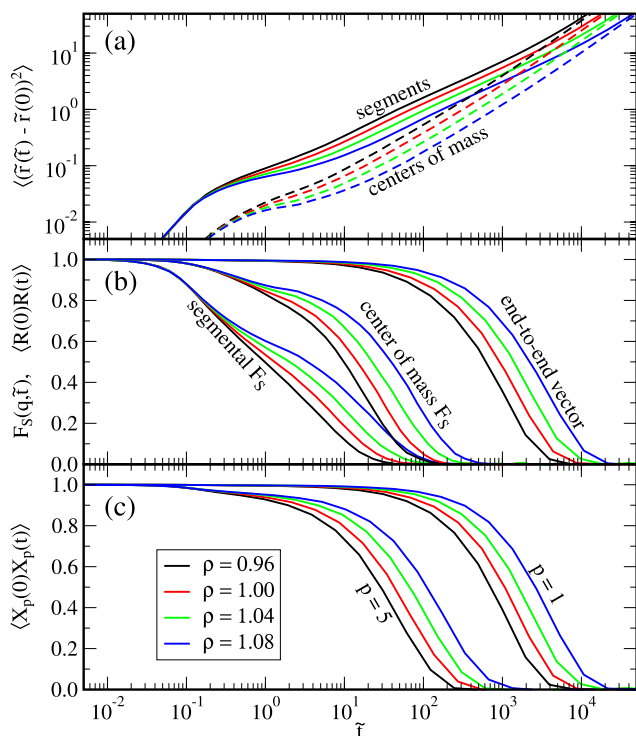 (a)
10¹
10⁰
10⁻¹
10⁻²
⟨(r̃(t̃) - r̃(0))²⟩
segments
centers of mass
(b)
1.0
0.8
0.6
0.4
0.2
0.0
F_S(q,t̃), ⟨R(0)R(t)⟩
segmental F_S
center of mass F_S
end-to-end vector
(c)
1.0
0.8
0.6
0.4
0.2
0.0
⟨X_p(0)X_p(t)⟩
ρ = 0.96
ρ = 1.00
ρ = 1.04
ρ = 1.08
p = 5
p = 1
10⁻² 10⁻¹ 10⁰ 10¹ 10² 10³ 10⁴
t̃